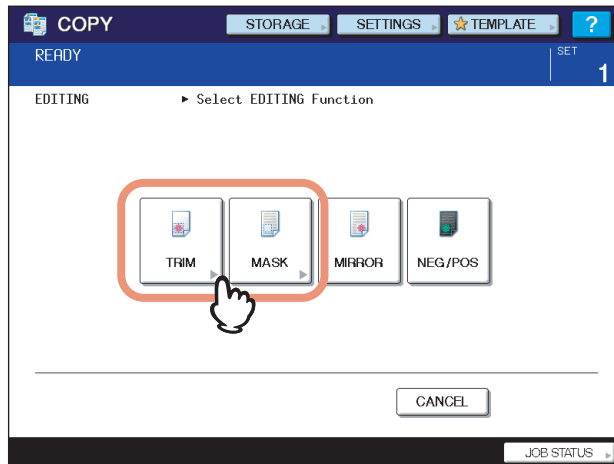 COPY STORAGE SETTINGS TEMPLATE ?
READY SET
1
EDITING ▶ Select EDITING Function
TRIM MASK MIRROR NEG/POS
CANCEL
JOB STATUS